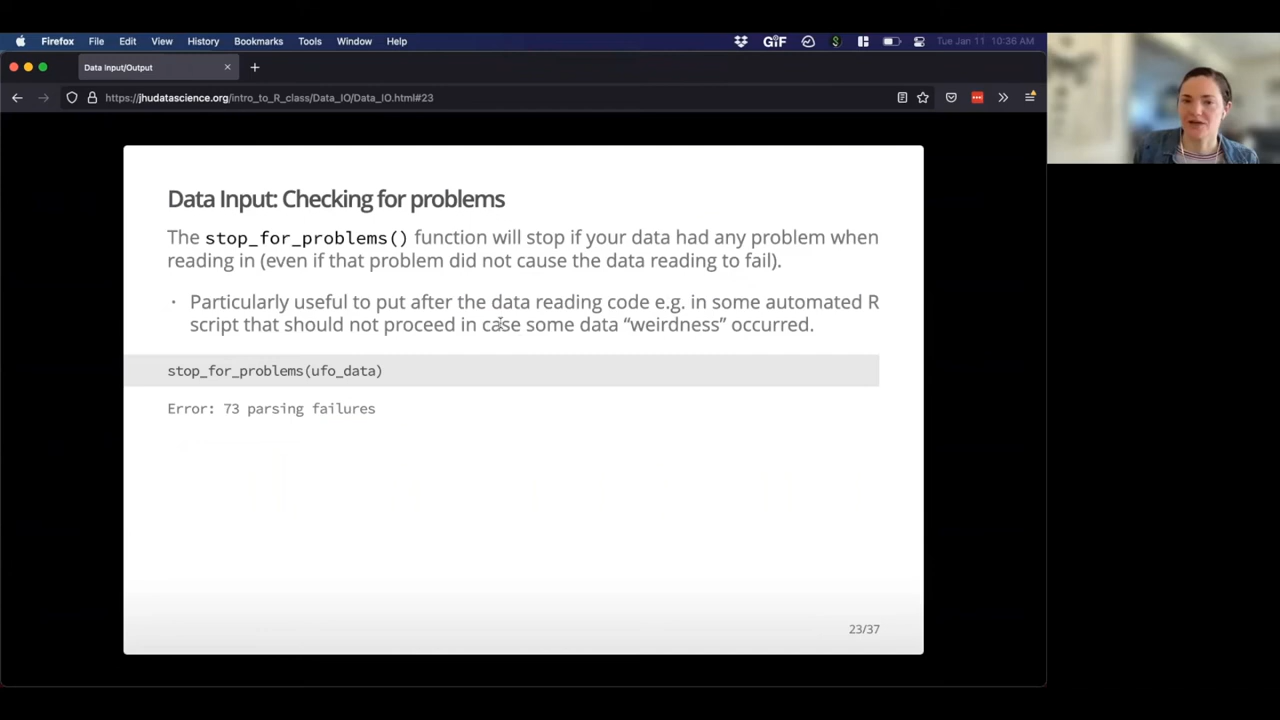 Firefox File Edit View History Bookmarks Tools Window Help GiF Tue Jan 11 10:36 AM
Data Input/Output
https://jhudatascience.org/intro_to_R_class/Data_IO/Data_IO.html#23
Data Input: Checking for problems
The stop_for_problems() function will stop if your data had any problem when
reading in (even if that problem did not cause the data reading to fail).
· Particularly useful to put after the data reading code e.g. in some automated R
script that should not proceed in case some data “weirdness” occurred.
stop_for_problems(ufo_data)
Error: 73 parsing failures
23/37